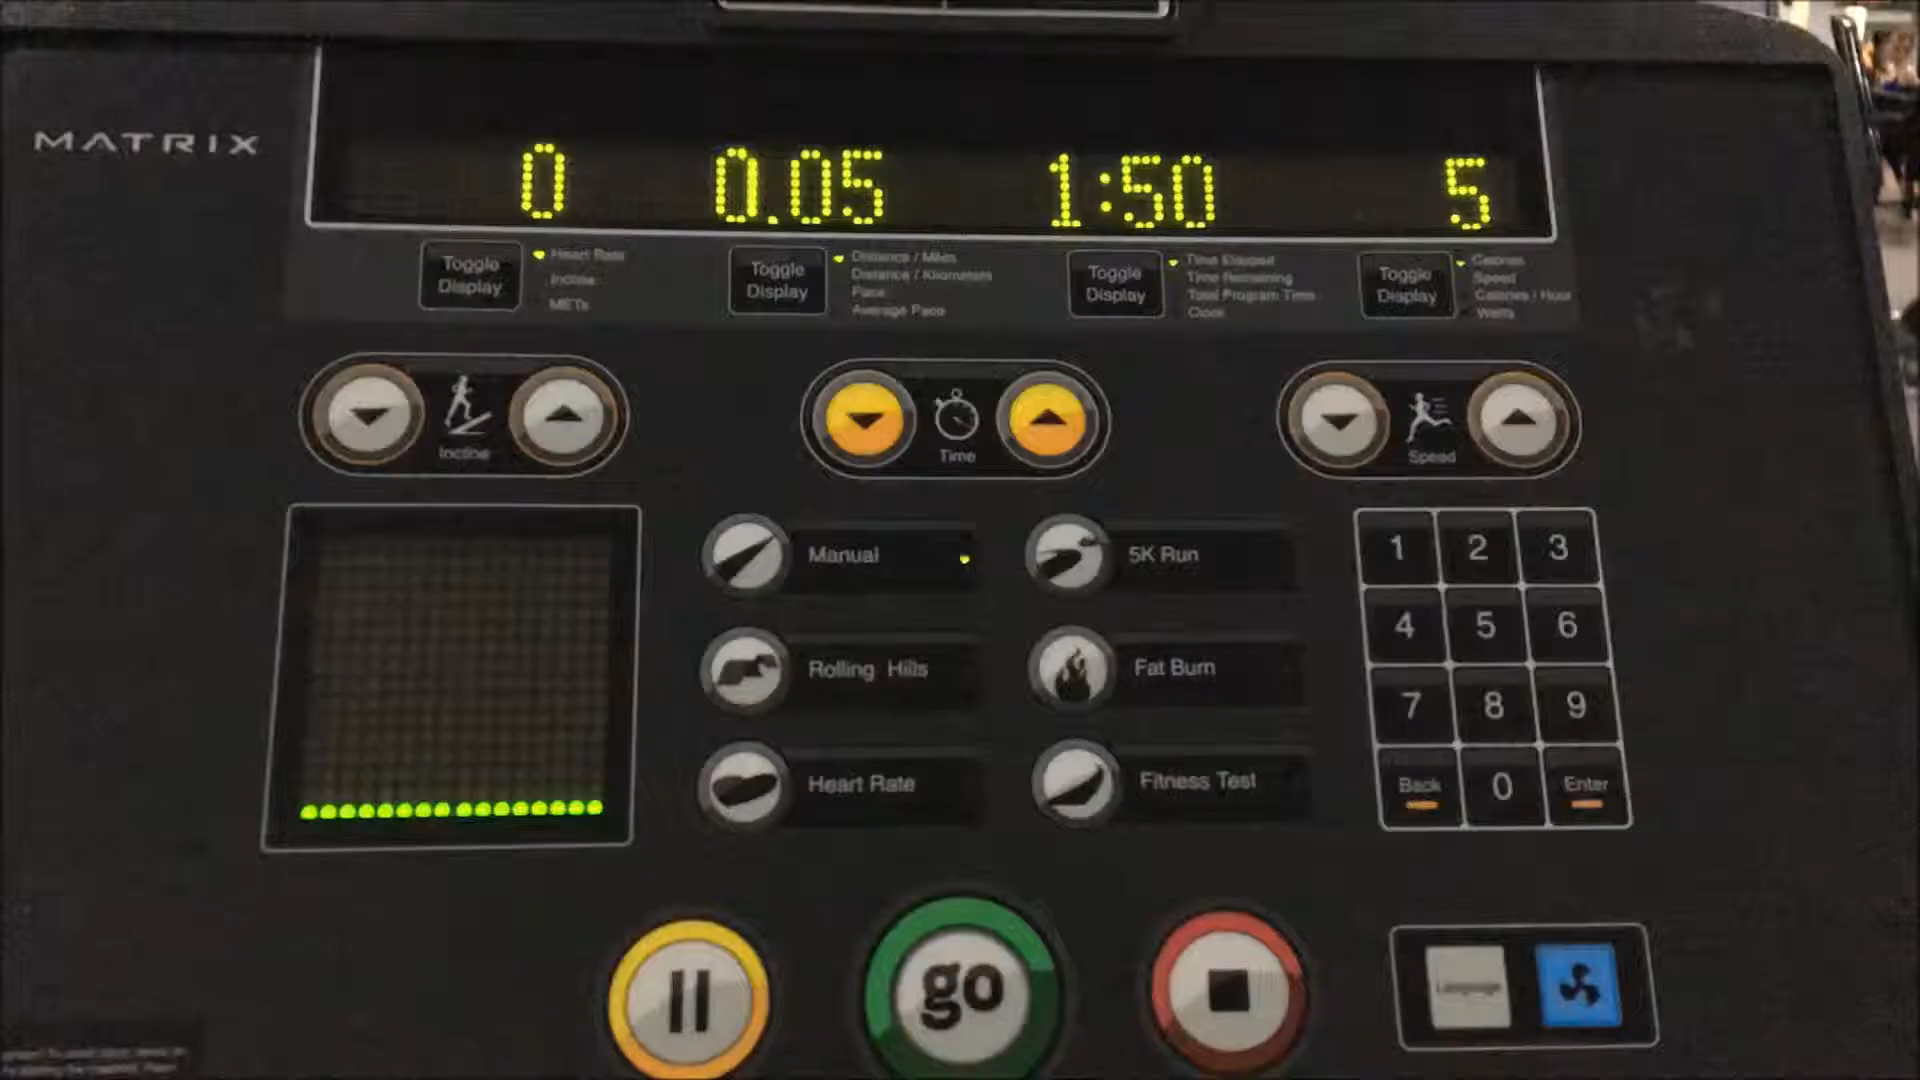 MATRIX
0 0.05 1:50 5
Toggle Display
Heart Rate
Incline
METs
Toggle Display
Distance / Miles
Distance / Kilometers
Pace
Average Pace
Toggle Display
Time Elapsed
Time Remaining
Total Program Time
Clock
Toggle Display
Calories
Speed
Calories / Hour
Watts
Incline
Time
Speed
Manual
5K Run
Rolling Hills
Fat Burn
Heart Rate
Fitness Test
1 2 3
4 5 6
7 8 9
Back 0 Enter
go
Language